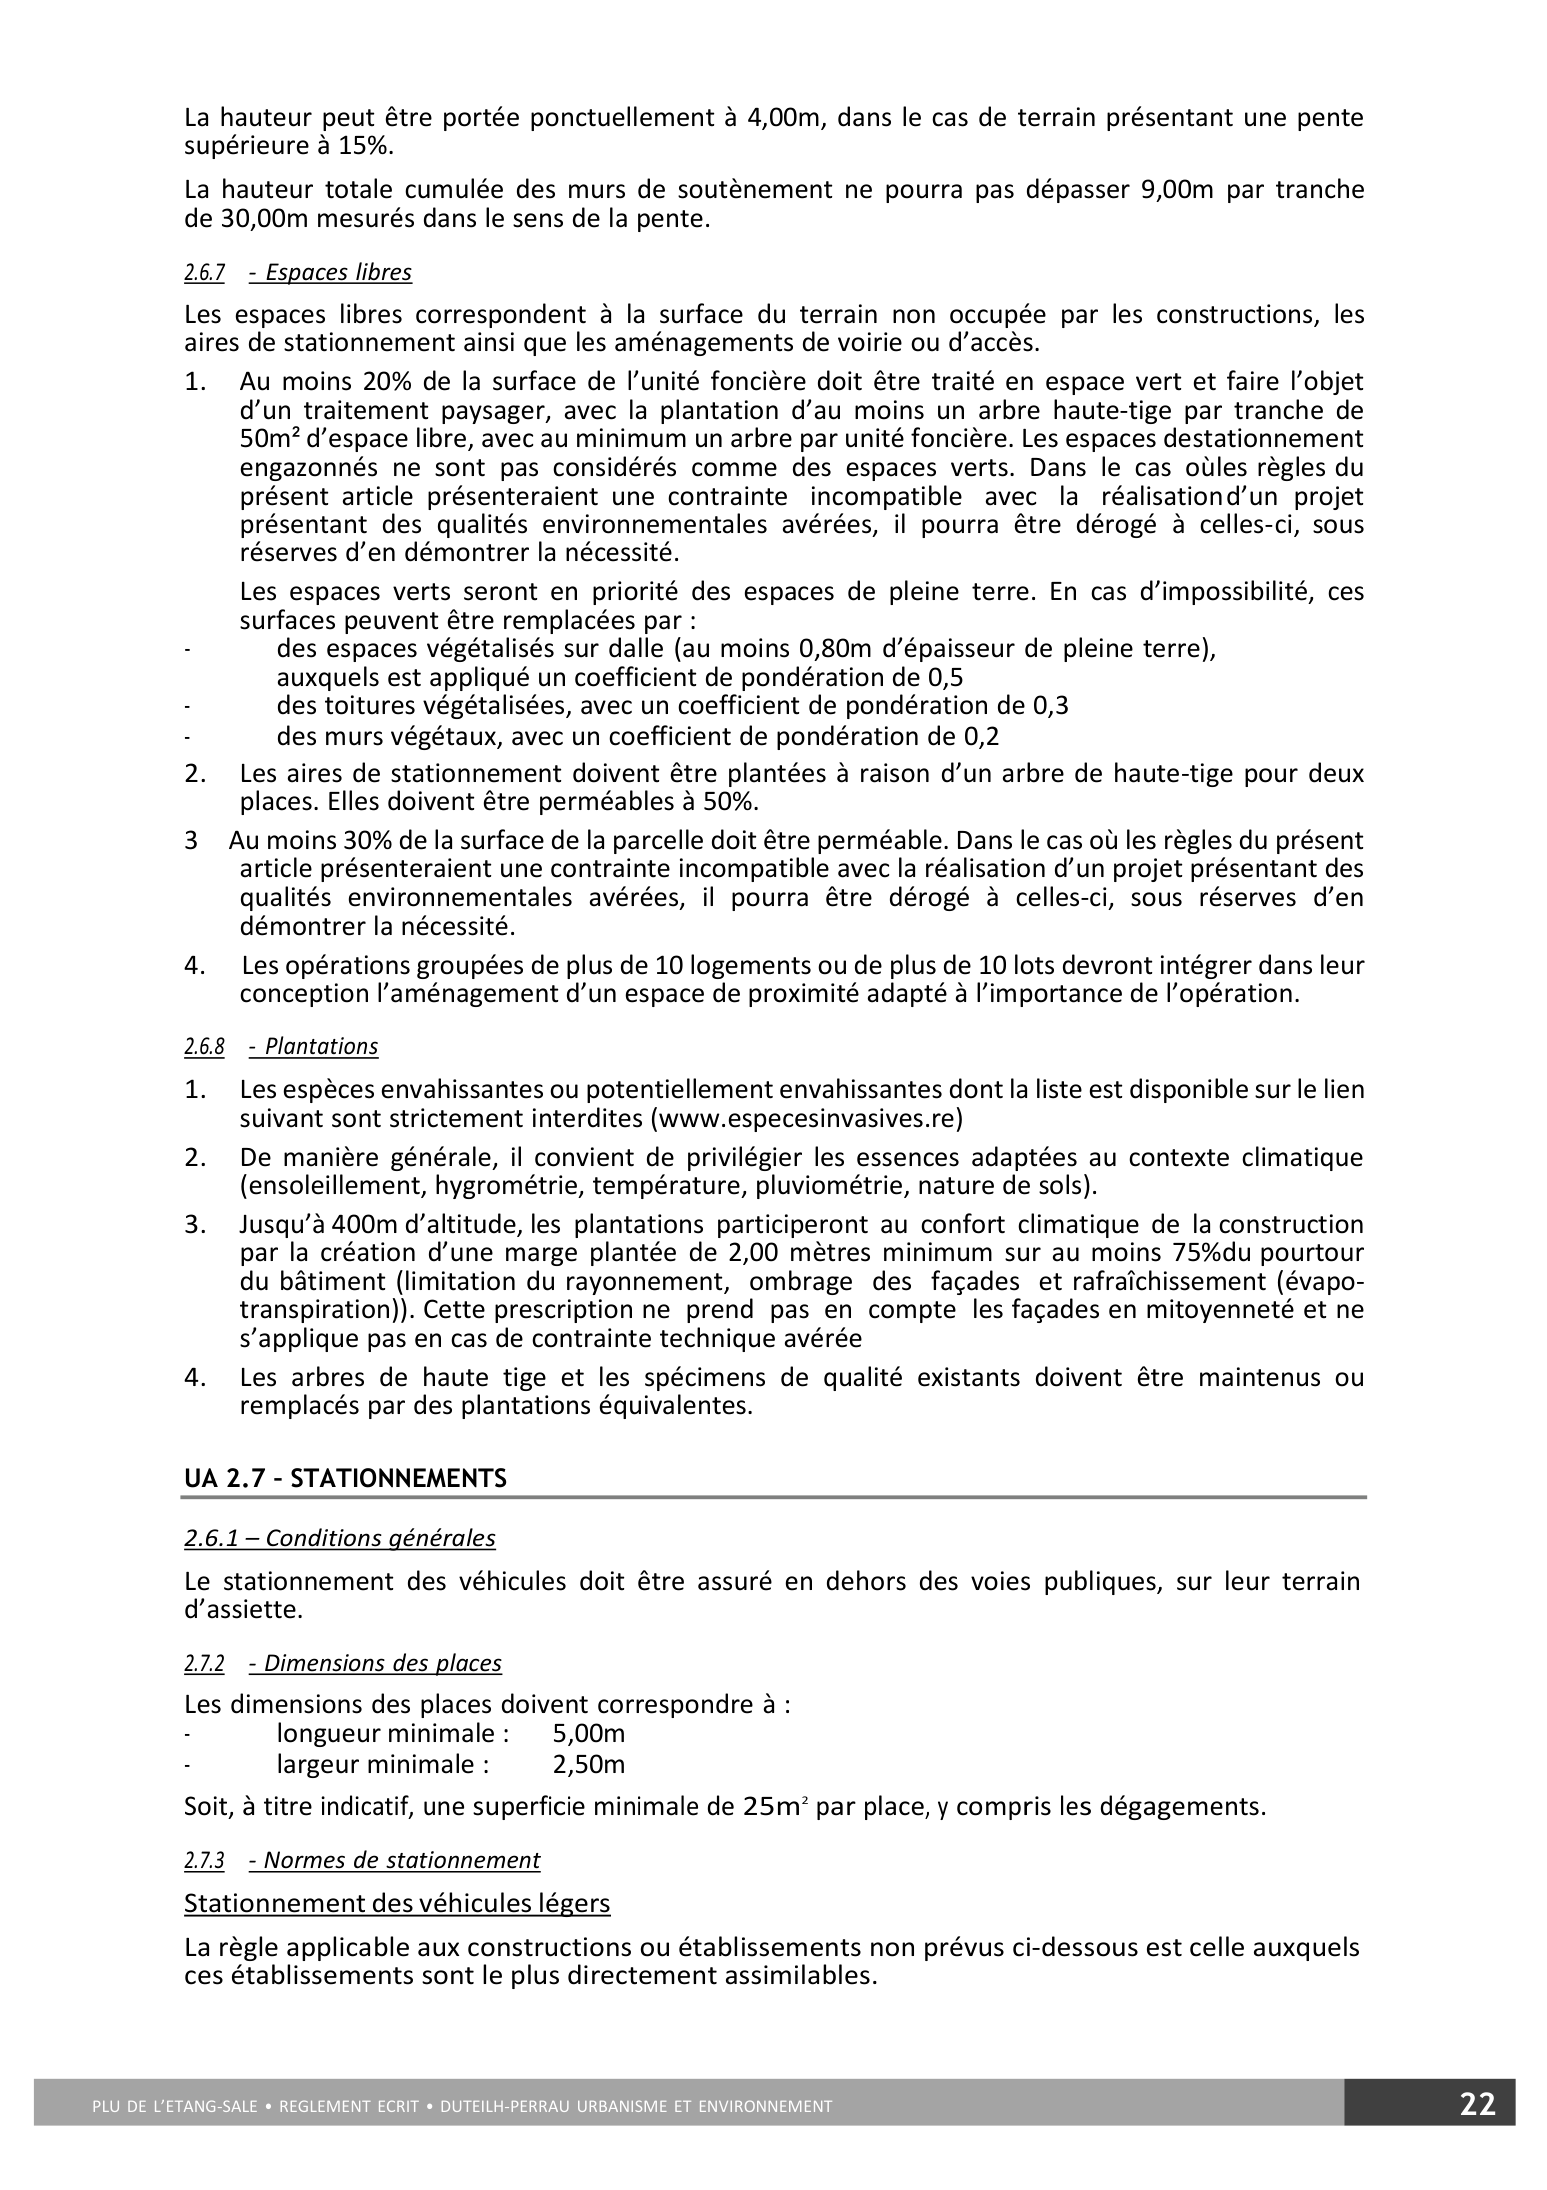 La hauteur peut être portée ponctuellement à 4,00m, dans le cas de terrain présentant une pente
supérieure à 15%.
La hauteur totale cumulée des murs de soutènement ne pourra pas dépasser 9,00m par tranche
de 30,00m mesurés dans le sens de la pente.
2.6.7 - Espaces libres
Les espaces libres correspondent à la surface du terrain non occupée par les constructions, les
aires de stationnement ainsi que les aménagements de voirie ou d’accès.
1. Au moins 20% de la surface de l’unité foncière doit être traité en espace vert et faire l’objet
d’un traitement paysager, avec la plantation d’au moins un arbre haute-tige par tranche de
50m² d’espace libre, avec au minimum un arbre par unité foncière. Les espaces destationnement
engazonnés ne sont pas considérés comme des espaces verts. Dans le cas oùles règles du
présent article présenteraient une contrainte incompatible avec la réalisationd’un projet
présentant des qualités environnementales avérées, il pourra être dérogé à celles-ci, sous
réserves d’en démontrer la nécessité.
Les espaces verts seront en priorité des espaces de pleine terre. En cas d’impossibilité, ces
surfaces peuvent être remplacées par :
- des espaces végétalisés sur dalle (au moins 0,80m d’épaisseur de pleine terre),
auxquels est appliqué un coefficient de pondération de 0,5
- des toitures végétalisées, avec un coefficient de pondération de 0,3
- des murs végétaux, avec un coefficient de pondération de 0,2
2. Les aires de stationnement doivent être plantées à raison d’un arbre de haute-tige pour deux
places. Elles doivent être perméables à 50%.
3 Au moins 30% de la surface de la parcelle doit être perméable. Dans le cas où les règles du présent
article présenteraient une contrainte incompatible avec la réalisation d’un projet présentant des
qualités environnementales avérées, il pourra être dérogé à celles-ci, sous réserves d’en
démontrer la nécessité.
4. Les opérations groupées de plus de 10 logements ou de plus de 10 lots devront intégrer dans leur
conception l’aménagement d’un espace de proximité adapté à l’importance de l’opération.
2.6.8 - Plantations
1. Les espèces envahissantes ou potentiellement envahissantes dont la liste est disponible sur le lien
suivant sont strictement interdites (www.especesinvasives.re)
2. De manière générale, il convient de privilégier les essences adaptées au contexte climatique
(ensoleillement, hygrométrie, température, pluviométrie, nature de sols).
3. Jusqu’à 400m d’altitude, les plantations participeront au confort climatique de la construction
par la création d’une marge plantée de 2,00 mètres minimum sur au moins 75%du pourtour
du bâtiment (limitation du rayonnement, ombrage des façades et rafraîchissement (évapo-
transpiration)). Cette prescription ne prend pas en compte les façades en mitoyenneté et ne
s’applique pas en cas de contrainte technique avérée
4. Les arbres de haute tige et les spécimens de qualité existants doivent être maintenus ou
remplacés par des plantations équivalentes.
UA 2.7 – STATIONNEMENTS
2.6.1 – Conditions générales
Le stationnement des véhicules doit être assuré en dehors des voies publiques, sur leur terrain
d’assiette.
2.7.2 - Dimensions des places
Les dimensions des places doivent correspondre à :
- longueur minimale : 5,00m
- largeur minimale : 2,50m
Soit, à titre indicatif, une superficie minimale de 25m² par place, y compris les dégagements.
2.7.3 - Normes de stationnement
Stationnement des véhicules légers
La règle applicable aux constructions ou établissements non prévus ci-dessous est celle auxquels
ces établissements sont le plus directement assimilables.
PLU DE L’ETANG-SALE • REGLEMENT ECRIT • DUTEILH-PERRAU URBANISME ET ENVIRONNEMENT 22